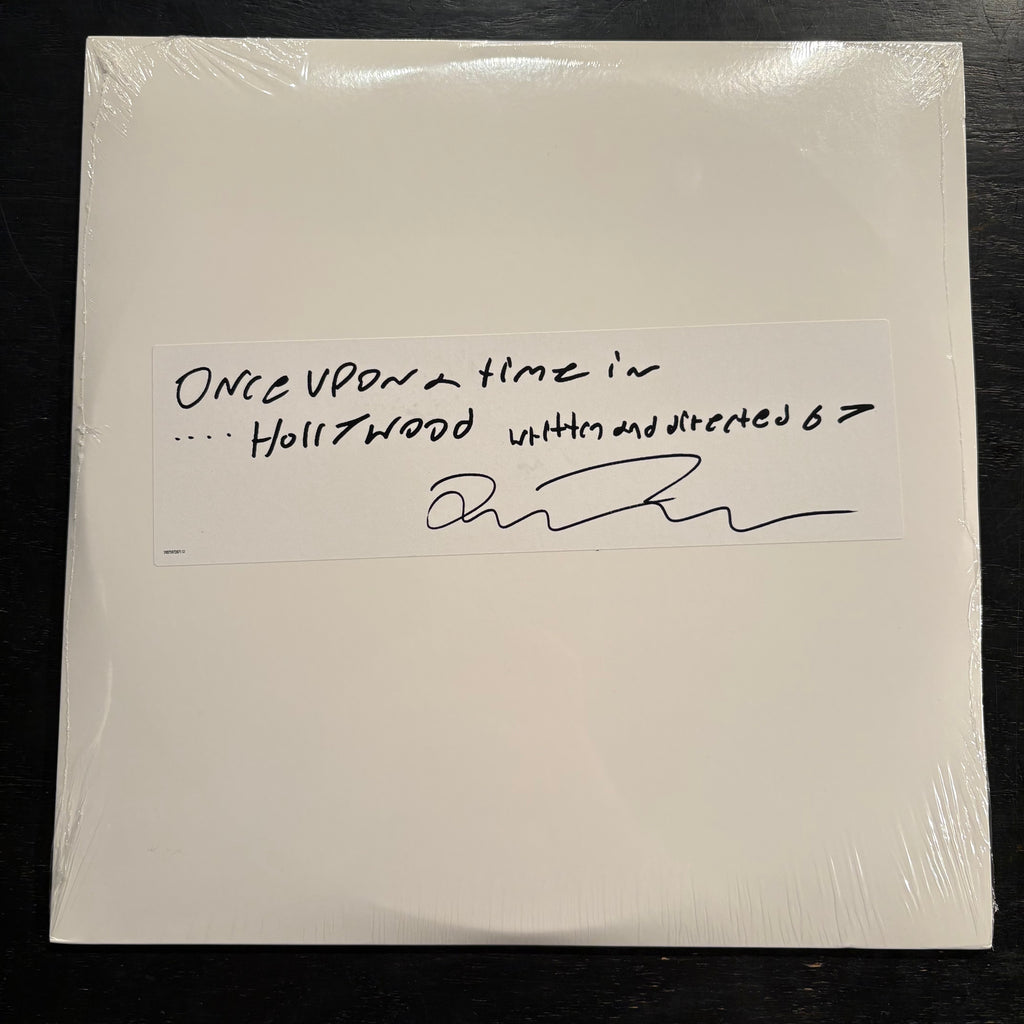 Once upon a time in
.... Hollywood written and directed by